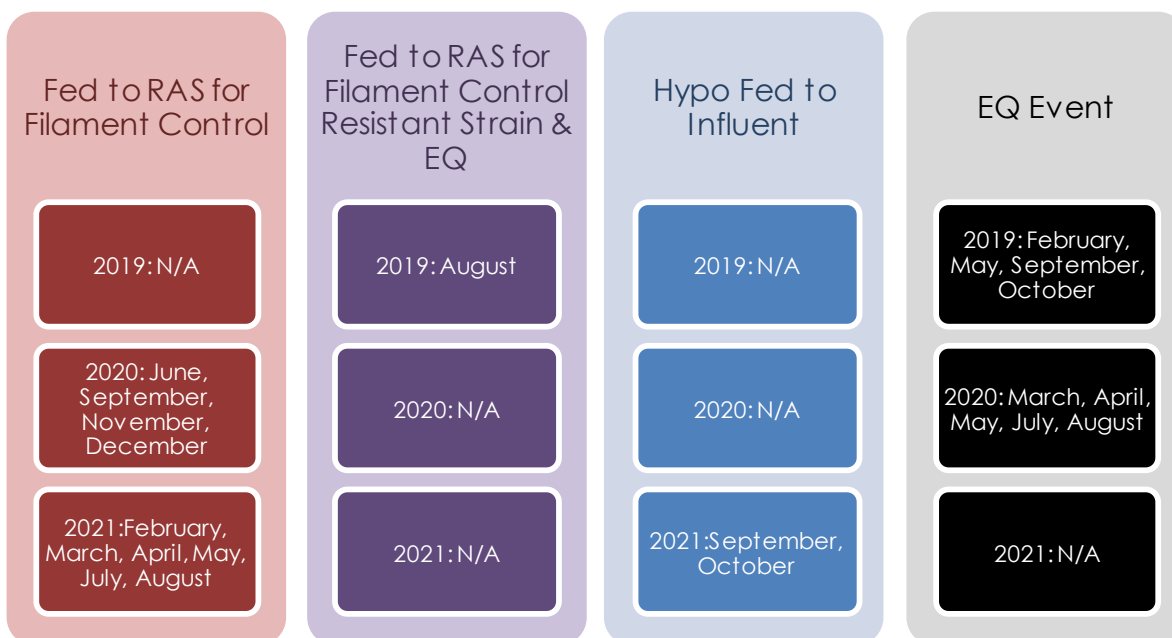 Fed to RAS for
Filament Control
2019: N/A
2020: June,
September,
November,
December
2021:February,
March, April, May,
July, August
Fed to RAS for
Filament Control
Resistant Strain &
EQ
2019: August
2020: N/A
2021: N/A
Hypo Fed to
Influent
2019: N/A
2020: N/A
2021:September,
October
EQ Event
2019: February,
May, September,
October
2020: March, April,
May, July, August
2021: N/A